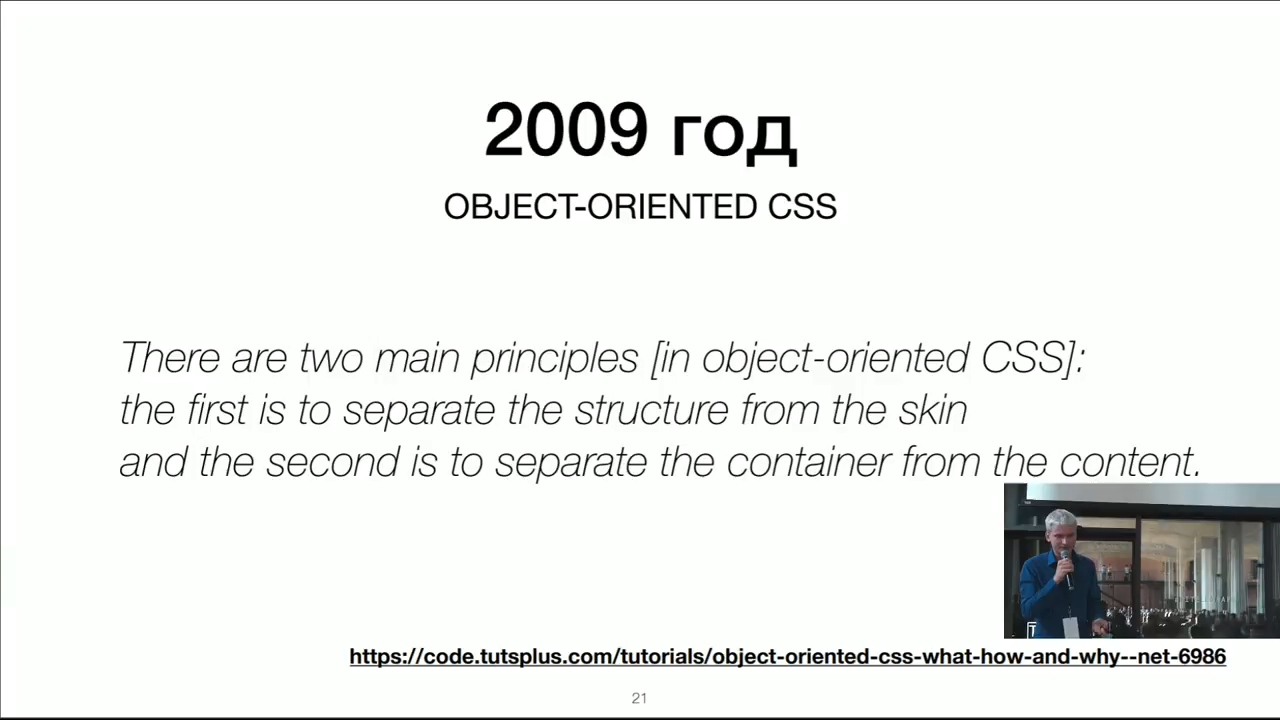 2009 год
OBJECT-ORIENTED CSS
There are two main principles [in object-oriented CSS]:
the first is to separate the structure from the skin
and the second is to separate the container from the content.
https://code.tutsplus.com/tutorials/object-oriented-css-what-how-and-why--net-6986
21